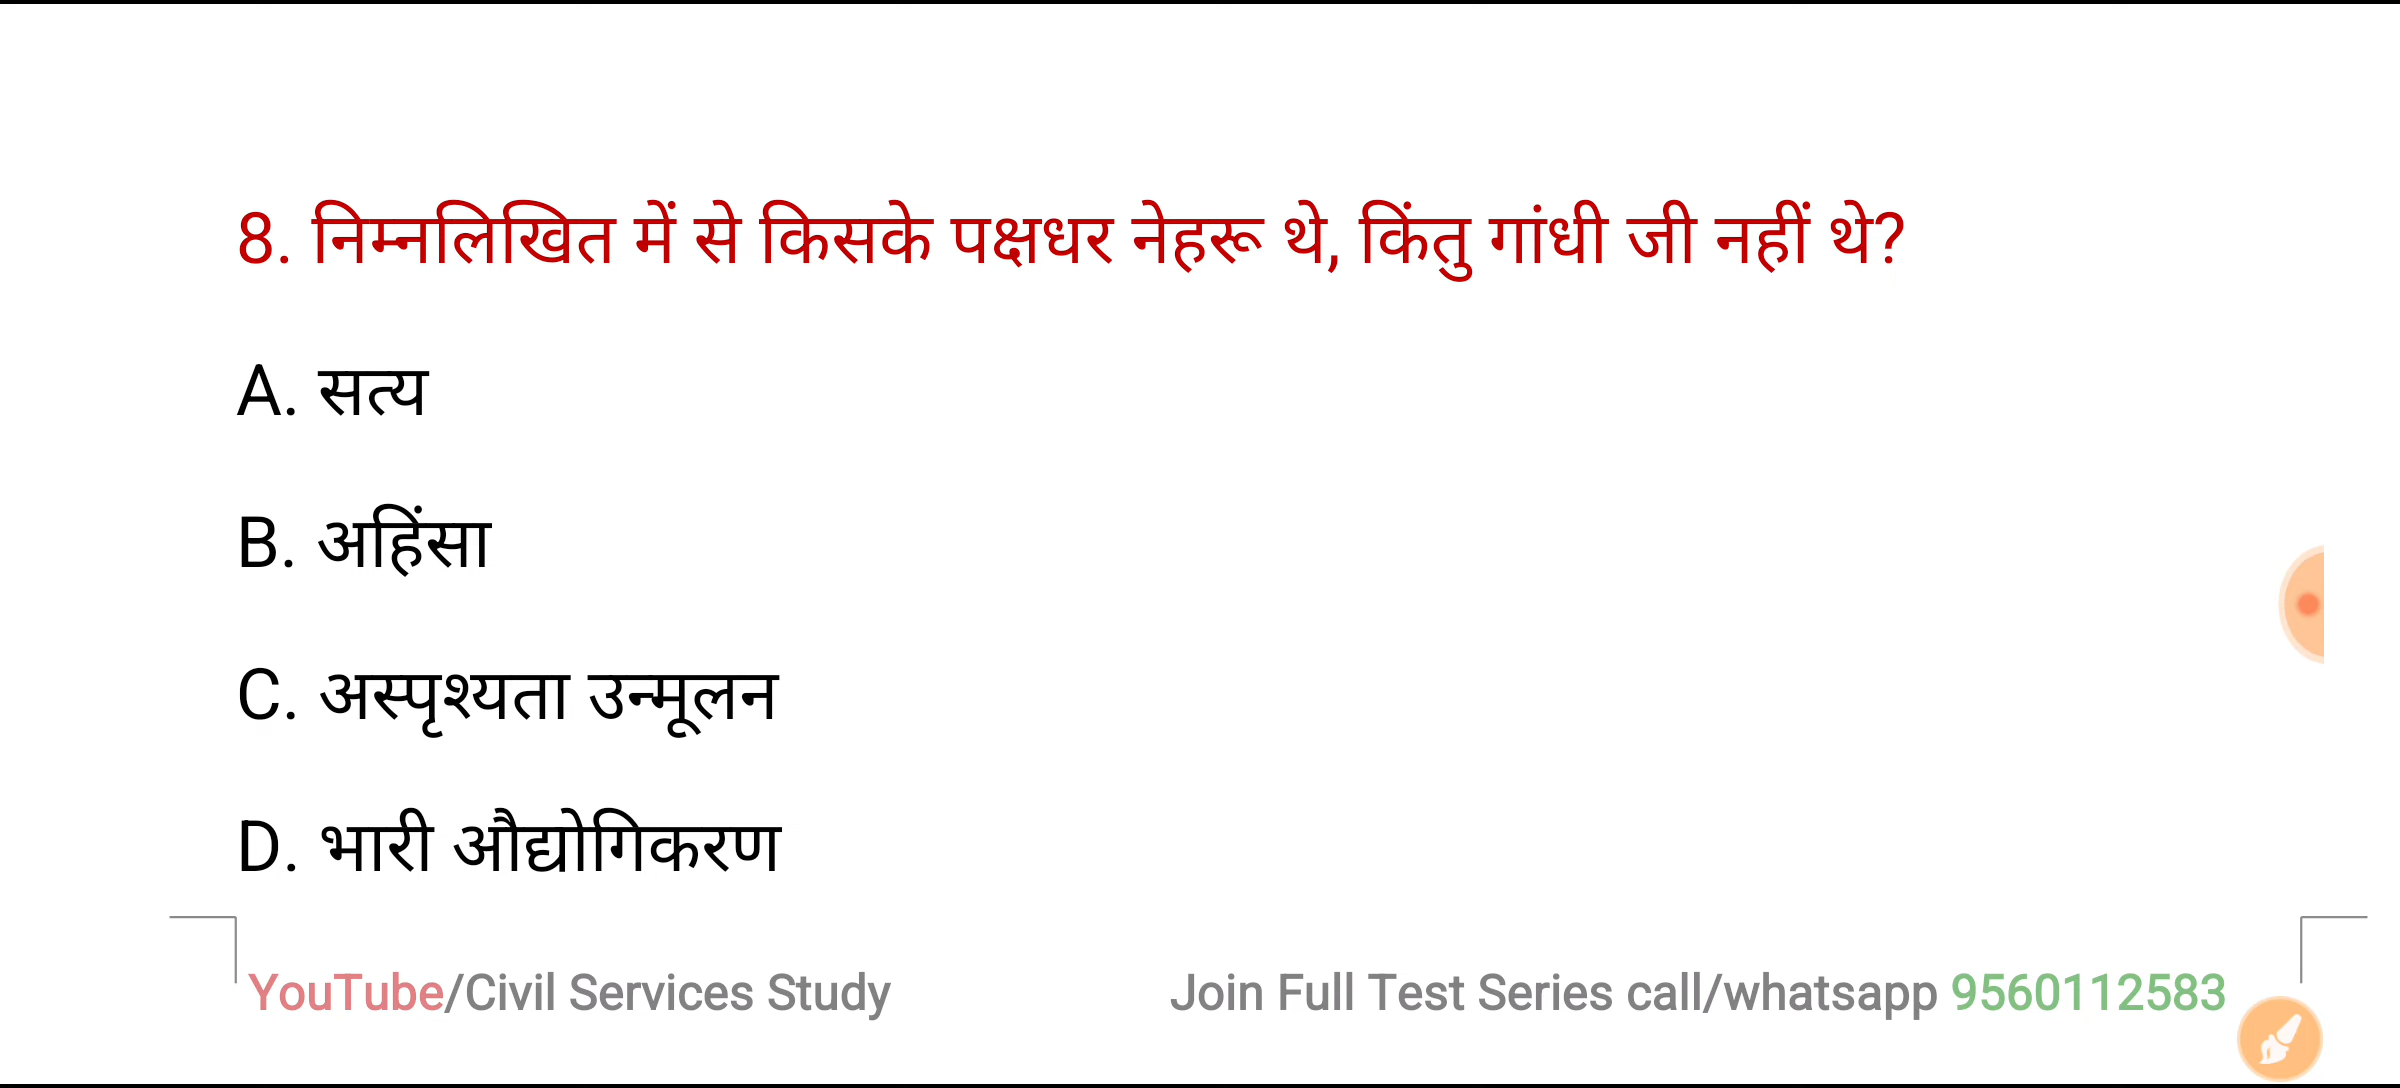 8. निम्नलिखित में से किसके पक्षधर नेहरू थे, किंतु गांधी जी नहीं थे?
A. सत्य
B. अहिंसा
C. अस्पृश्यता उन्मूलन
D. भारी औद्योगिकरण
YouTube/Civil Services Study Join Full Test Series call/whatsapp 9560112583